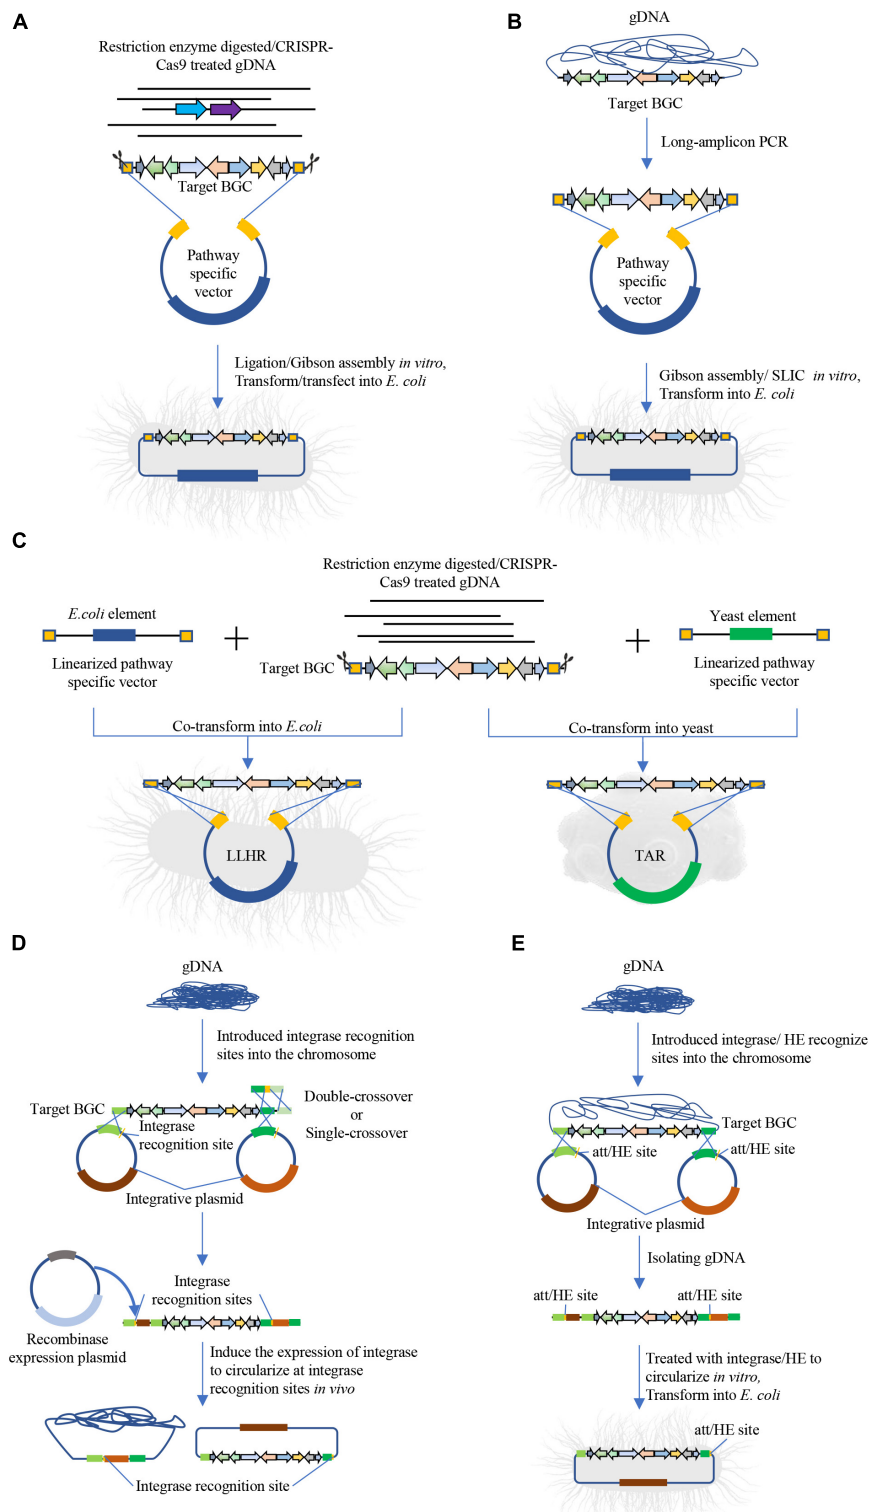 A
Restriction enzyme digested/CRISPR-
Cas9 treated gDNA
Target BGC
Pathway
specific
vector
Ligation/Gibson assembly in vitro,
Transform/transfect into E. coli
B
gDNA
Target BGC
Long-amplicon PCR
Pathway
specific
vector
Gibson assembly/ SLIC in vitro,
Transform into E. coli
C
Restriction enzyme digested/CRISPR-
Cas9 treated gDNA
E.coli element
Linearized pathway
specific vector
Target BGC
Yeast element
Linearized pathway
specific vector
Co-transform into E.coli
Co-transform into yeast
LLHR
TAR
D
gDNA
Introduced integrase recognition
sites into the chromosome
Target BGC
Integrase
recognition site
Double-crossover
or
Single-crossover
Integrative plasmid
Integrase
recognition sites
Recombinase
expression plasmid
Induce the expression of integrase
to circularize at integrase
recognition sites in vivo
Integrase recognition site
E
gDNA
Introduced integrase/ HE recognize
sites into the chromosome
Target BGC
att/HE site
att/HE site
Integrative plasmid
Isolating gDNA
att/HE site
att/HE site
Treated with integrase/HE to
circularize in vitro,
Transform into E. coli
att/HE site